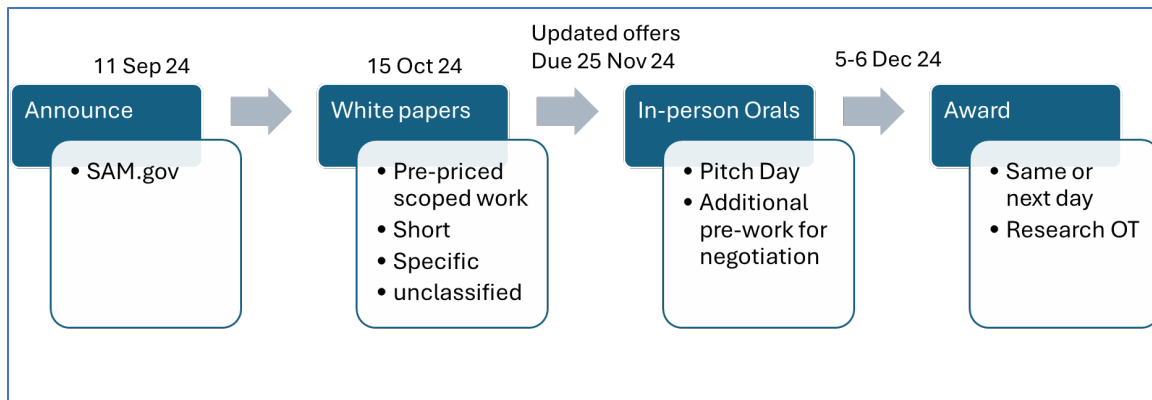 11 Sep 24
Announce
• SAM.gov
15 Oct 24
White papers
• Pre-priced
scoped work
• Short
• Specific
• unclassified
Updated offers
Due 25 Nov 24
In-person Orals
• Pitch Day
• Additional
pre-work for
negotiation
5-6 Dec 24
Award
• Same or
next day
• Research OT